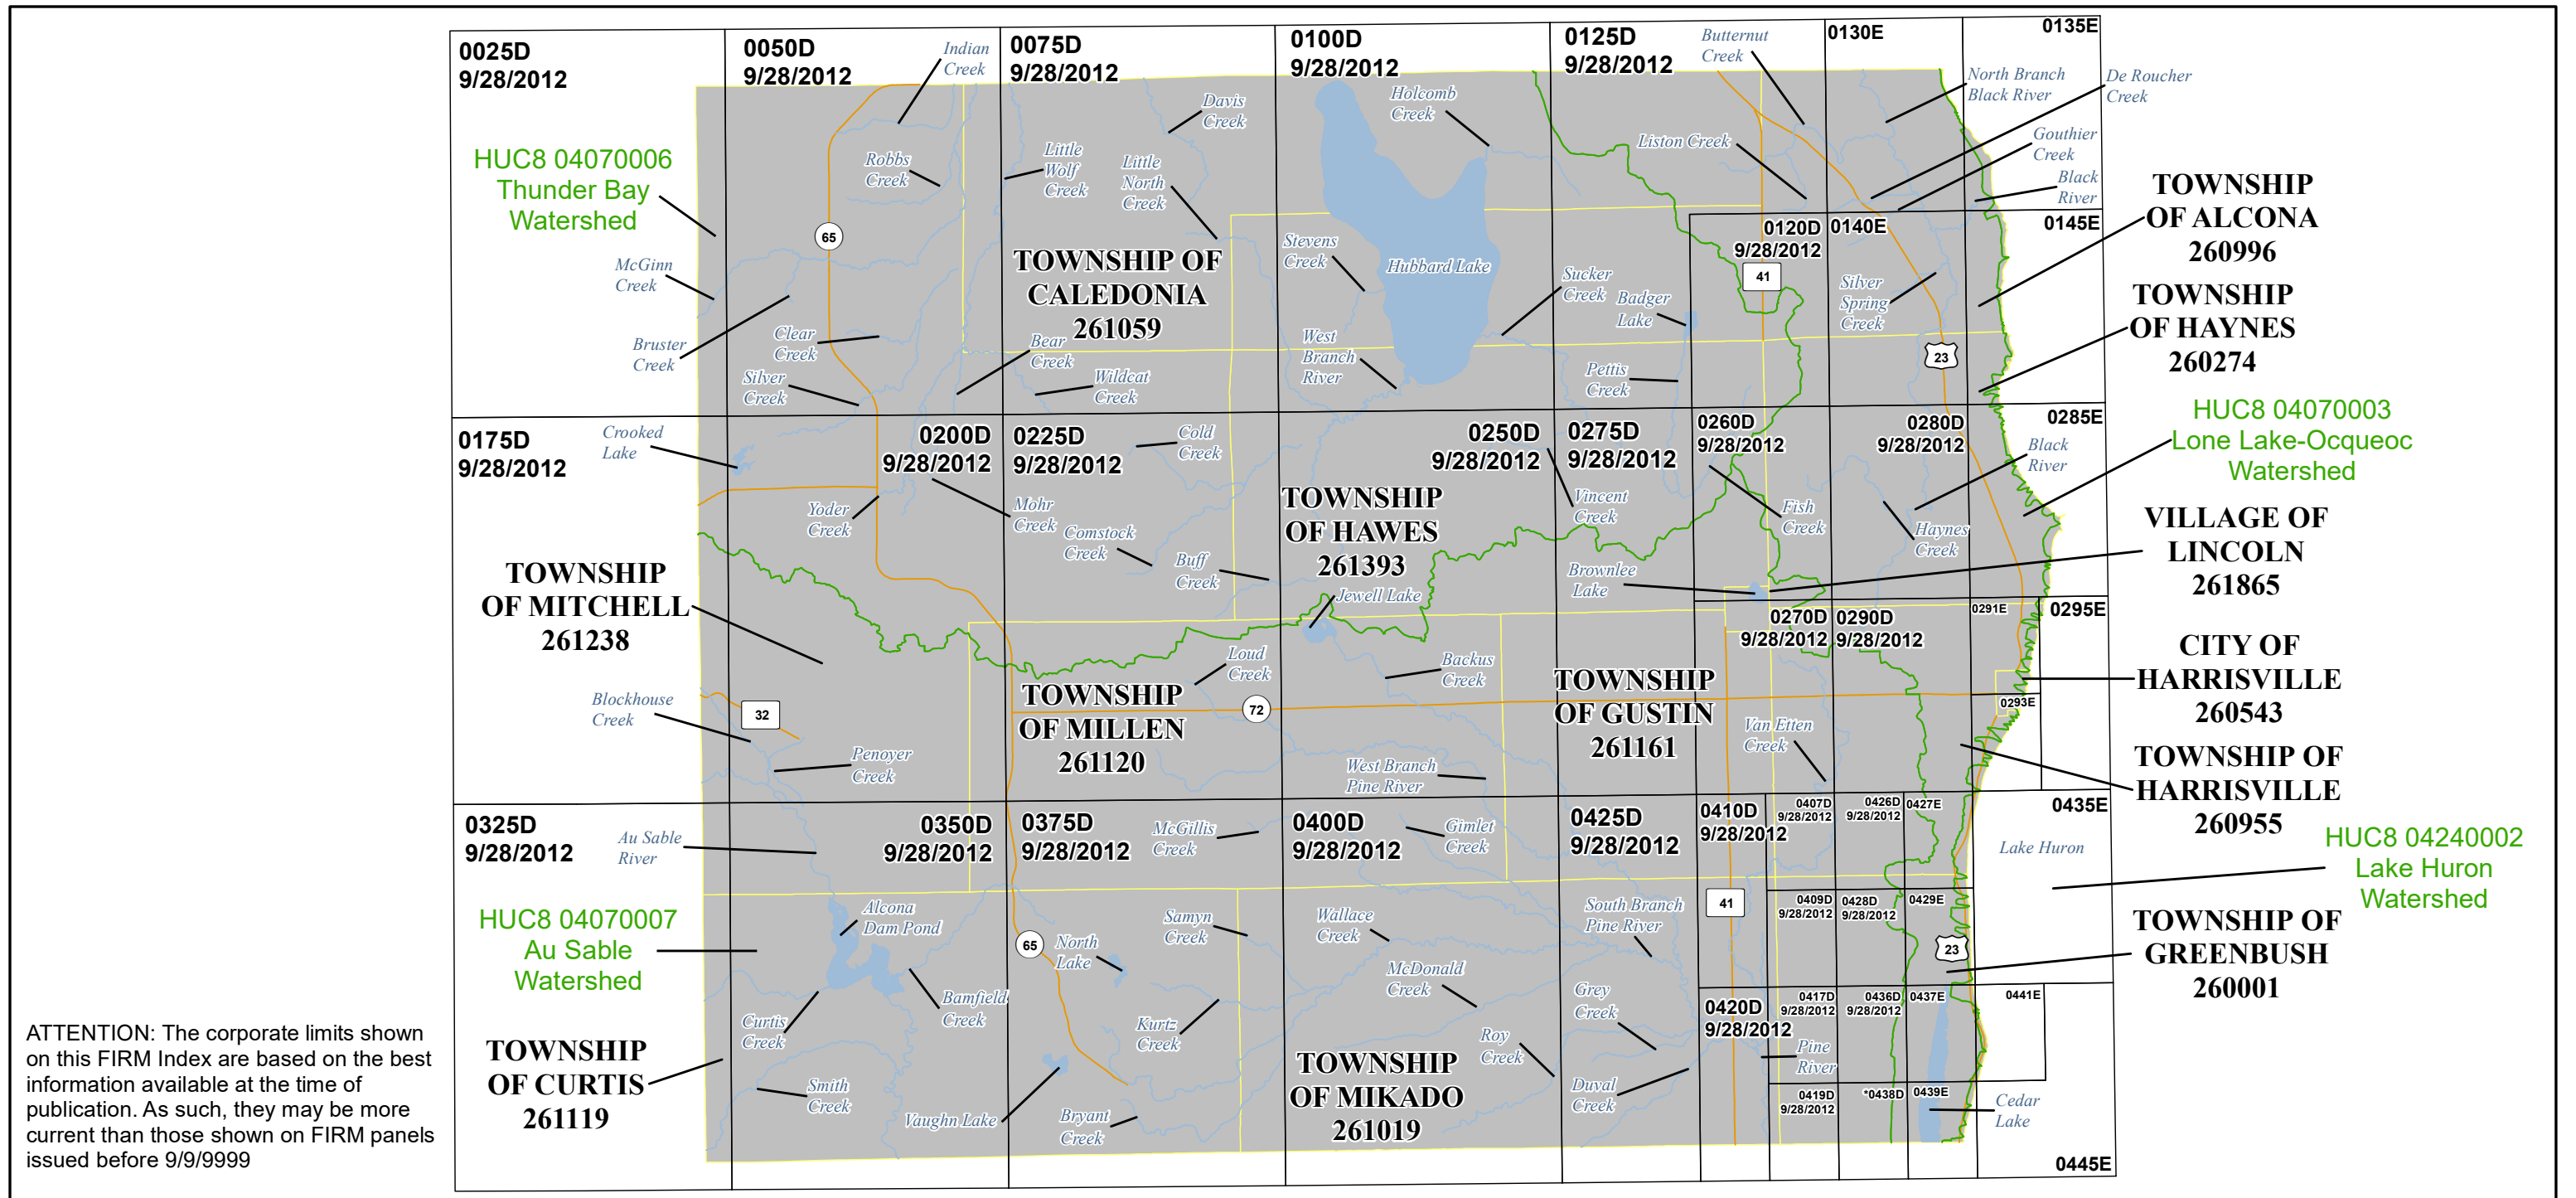 0025D
9/28/2012
0050D
9/28/2012
Indian
Creek
0075D
9/28/2012
0100D
9/28/2012
0125D
9/28/2012
Butternut
Creek
0130E
0135E
North Branch
Black River
De Roucher
Creek
Davis
Creek
Holcomb
Creek
Liston Creek
Gouthier
Creek
Black
River
HUC8 04070006
Thunder Bay
Watershed
Robbs
Creek
Little
Wolf
Creek
Little
North
Creek
65
TOWNSHIP OF
CALEDONIA
261059
Stevens
Creek
Hubbard Lake
Sucker
Creek
Badger
Lake
0120D
9/28/2012
41
0140E
0145E
Silver
Spring
Creek
TOWNSHIP
OF ALCONA
260996
McGinn
Creek
Bruster
Creek
Clear
Creek
Silver
Creek
Bear
Creek
Wildcat
Creek
West
Branch
River
Pettis
Creek
23
TOWNSHIP
OF HAYNES
260274
0175D
9/28/2012
Crooked
Lake
0200D
9/28/2012
0225D
9/28/2012
Cold
Creek
0250D
9/28/2012
0275D
9/28/2012
0260D
9/28/2012
0280D
9/28/2012
0285E
Black
River
HUC8 04070003
Lone Lake-Ocqueoc
Watershed
Yoder
Creek
Mohr
Creek
Comstock
Creek
Buff
Creek
TOWNSHIP
OF HAWES
261393
Jewell Lake
Vincent
Creek
Brownlee
Lake
Fish
Creek
Haynes
Creek
VILLAGE OF
LINCOLN
261865
TOWNSHIP
OF MITCHELL
261238
0270D
9/28/2012
0290D
9/28/2012
0291E
0295E
Loud
Creek
Backus
Creek
CITY OF
HARRISVILLE
260543
Blockhouse
Creek
32
Penoyer
Creek
TOWNSHIP
OF MILLEN
261120
72
West Branch
Pine River
TOWNSHIP
OF GUSTIN
261161
Van Etten
Creek
0293E
TOWNSHIP OF
HARRISVILLE
260955
0325D
9/28/2012
Au Sable
River
0350D
9/28/2012
0375D
9/28/2012
McGillis
Creek
0400D
9/28/2012
Gimlet
Creek
0425D
9/28/2012
0410D
9/28/2012
0407D
9/28/2012
0426D
9/28/2012
0427E
0435E
Lake Huron
HUC8 04240002
Lake Huron
Watershed
HUC8 04070007
Au Sable
Watershed
Alcona
Dam Pond
65
North
Lake
Samyn
Creek
Wallace
Creek
South Branch
Pine River
41
0409D
9/28/2012
0428D
9/28/2012
0429E
23
TOWNSHIP OF
GREENBUSH
260001
Curtis
Creek
Bamfield
Creek
Kurtz
Creek
McDonald
Creek
Roy
Creek
Grey
Creek
0420D
9/28/2012
0417D
9/28/2012
0436D
9/28/2012
0437E
0441E
Pine
River
TOWNSHIP
OF CURTIS
261119
Smith
Creek
Vaughn Lake
Bryant
Creek
TOWNSHIP
OF MIKADO
261019
Duval
Creek
0419D
9/28/2012
*0438D
0439E
Cedar
Lake
0445E
ATTENTION: The corporate limits shown
on this FIRM Index are based on the best
information available at the time of
publication. As such, they may be more
current than those shown on FIRM panels
issued before 9/9/9999